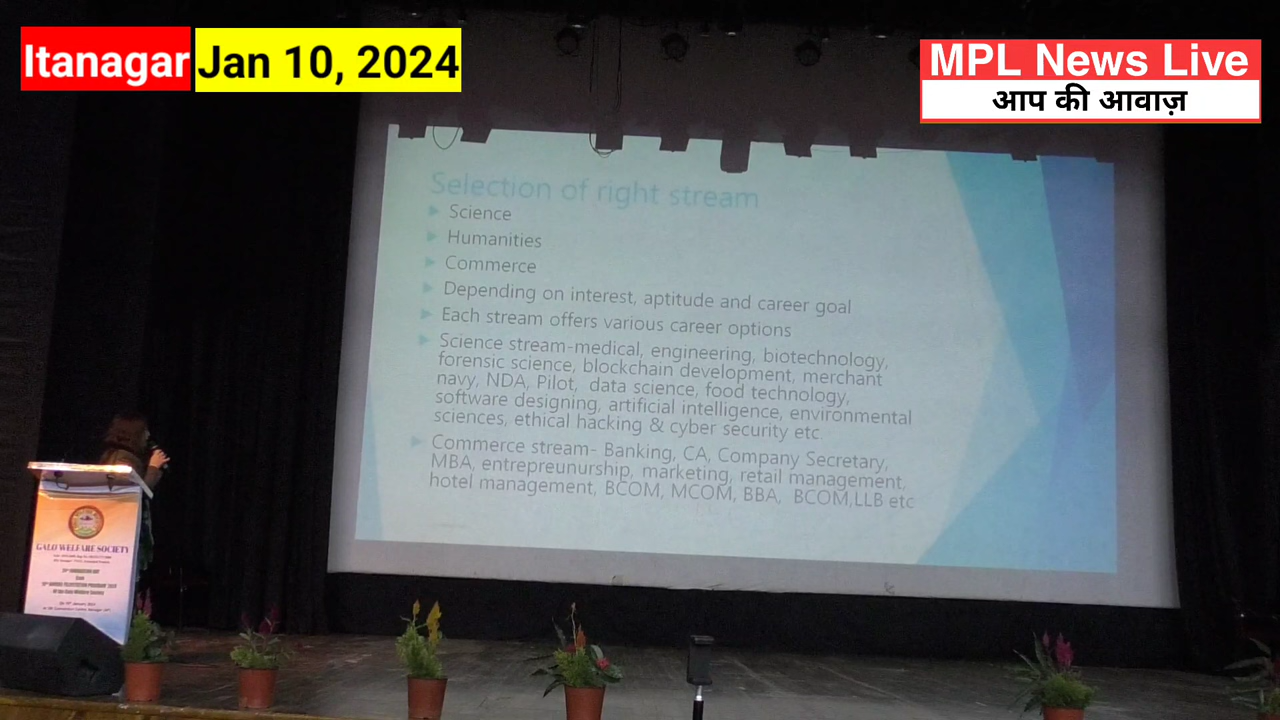 Itanagar Jan 10, 2024
MPL News Live
आप की आवाज़
Selection of right stream
Science
Humanities
Commerce
Depending on interest, aptitude and career goal
Each stream offers various career options
Science stream-medical, engineering, biotechnology,
forensic science, blockchain development, merchant
navy, NDA, Pilot, data science, food technology,
software designing, artificial intelligence, environmental
sciences, ethical hacking & cyber security etc.
Commerce stream- Banking, CA, Company Secretary,
MBA, entrepreunurship, marketing, retail management,
hotel management, BCOM, MCOM, BBA, BCOM,LLB etc
GALO WELFARE SOCIETY